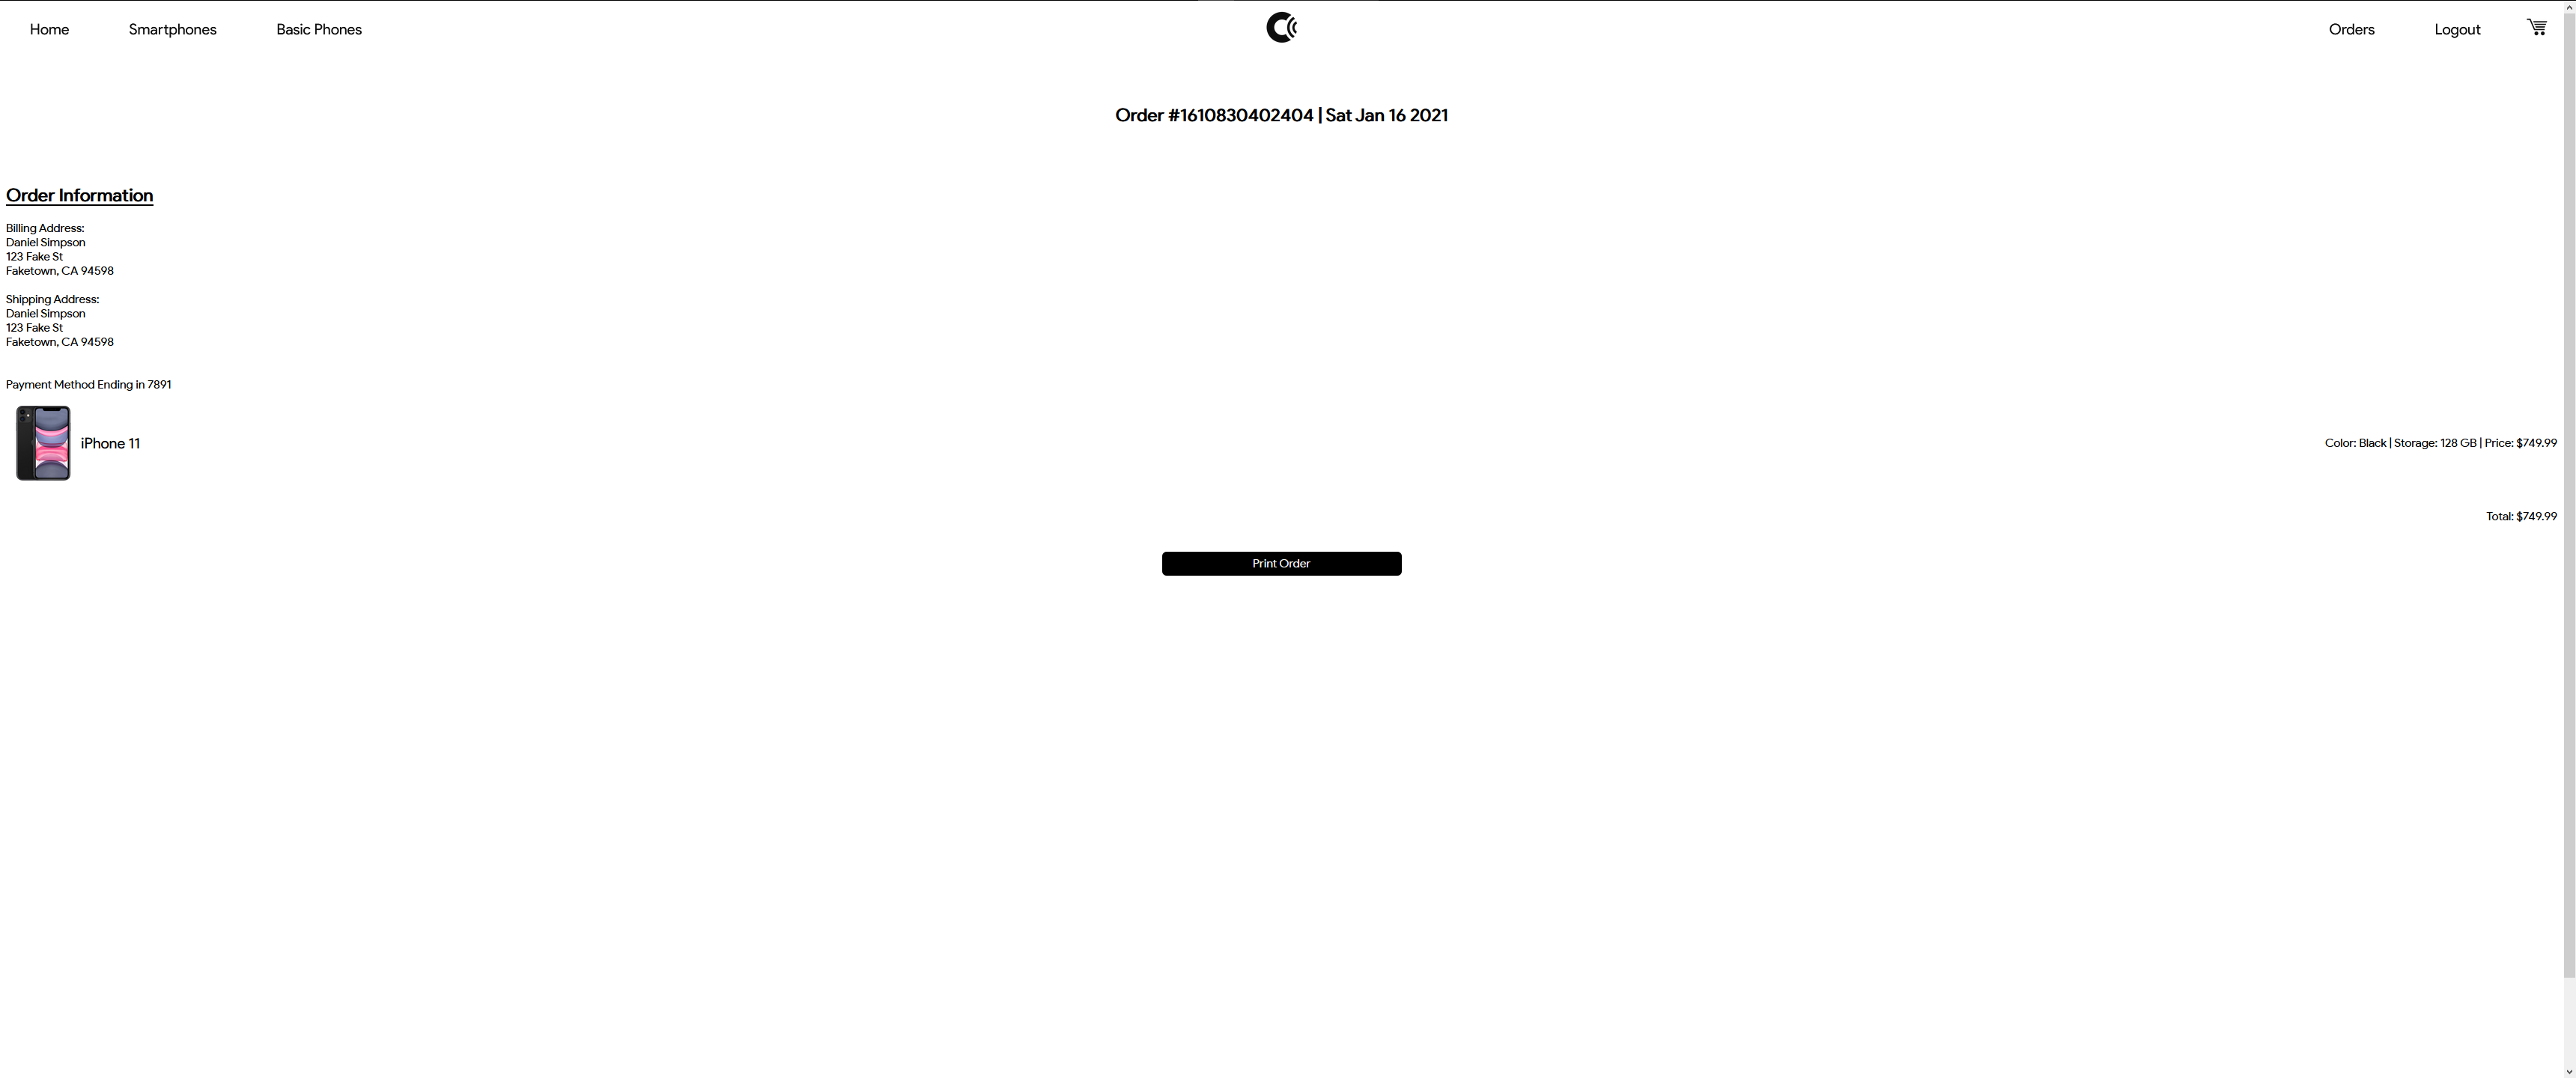 Home Smartphones Basic Phones Orders Logout
Order #1610830402404 | Sat Jan 16 2021
Order Information
Billing Address:
Daniel Simpson
123 Fake St
Faketown, CA 94598
Shipping Address:
Daniel Simpson
123 Fake St
Faketown, CA 94598
Payment Method Ending in 7891
iPhone 11 Color: Black | Storage: 128 GB | Price: $749.99
Total: $749.99
Print Order